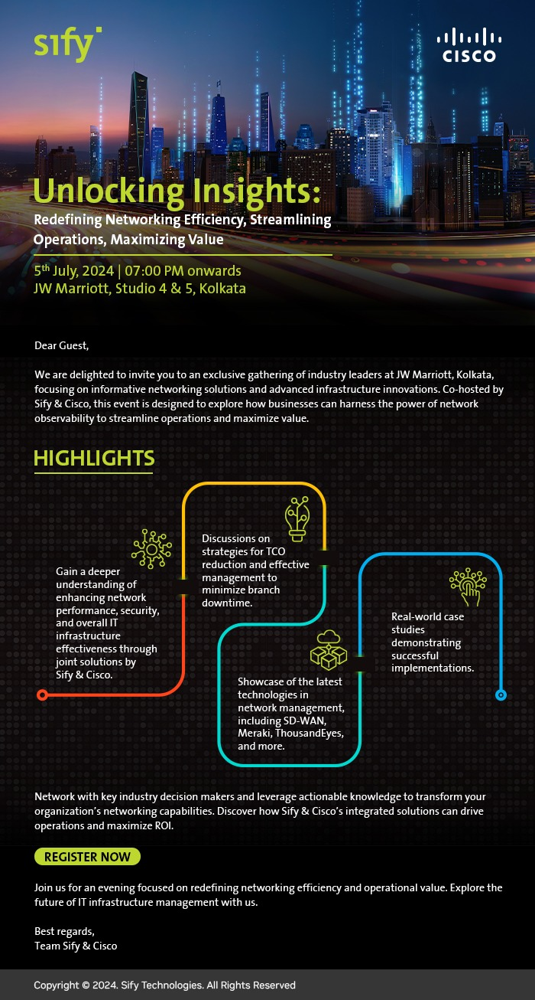 sify
CISCO
Unlocking Insights:
Redefining Networking Efficiency, Streamlining
Operations, Maximizing Value
5th July, 2024 | 07:00 PM onwards
JW Marriott, Studio 4 & 5, Kolkata
Dear Guest,
We are delighted to invite you to an exclusive gathering of industry leaders at JW Marriott, Kolkata,
focusing on informative networking solutions and advanced infrastructure innovations. Co-hosted by
Sify & Cisco, this event is designed to explore how businesses can harness the power of network
observability to streamline operations and maximize value.
HIGHLIGHTS
Gain a deeper
understanding of
enhancing network
performance, security,
and overall IT
infrastructure
effectiveness through
joint solutions by
Sify & Cisco.
Discussions on
strategies for TCO
reduction and effective
management to
minimize branch
downtime.
Showcase of the latest
technologies in
network management,
including SD-WAN,
Meraki, ThousandEyes,
and more.
Real-world case
studies
demonstrating
successful
implementations.
Network with key industry decision makers and leverage actionable knowledge to transform your
organization's networking capabilities. Discover how Sify & Cisco's integrated solutions can drive
operations and maximize ROI.
REGISTER NOW
Join us for an evening focused on redefining networking efficiency and operational value. Explore the
future of IT infrastructure management with us.
Best regards,
Team Sify & Cisco
Copyright © 2024. Sify Technologies. All Rights Reserved